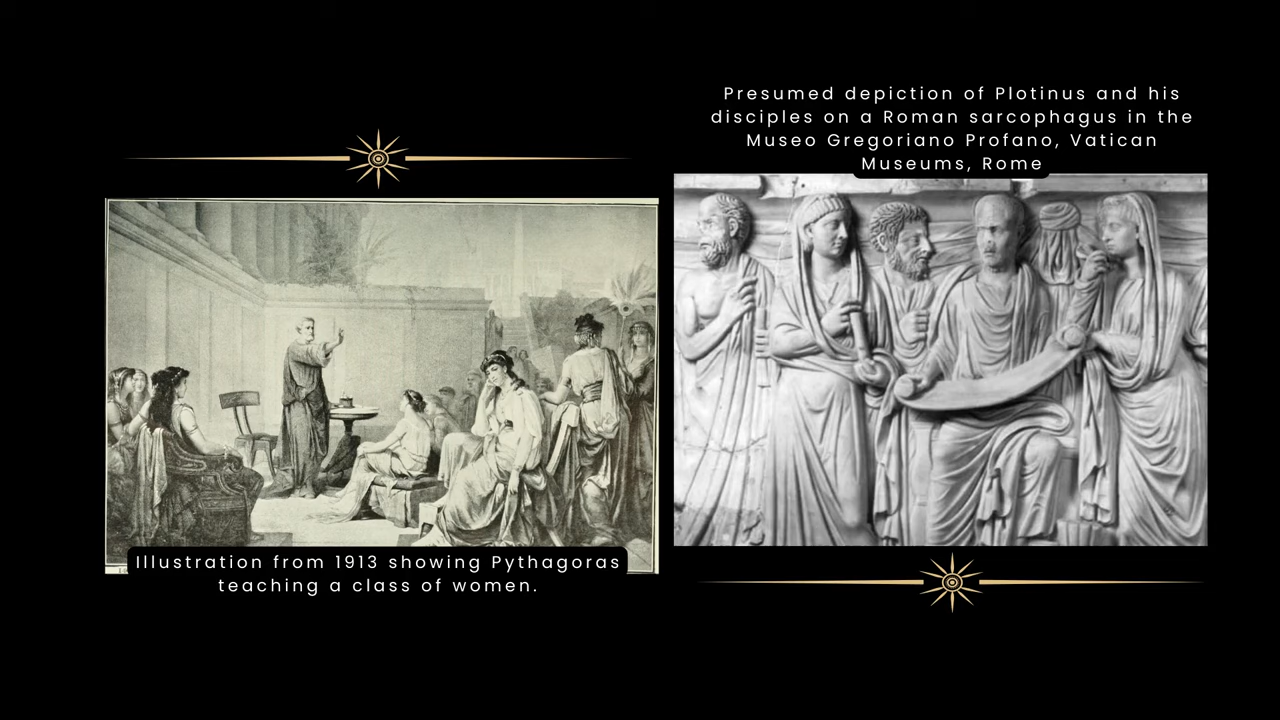 Presumed depiction of Plotinus and his
disciples on a Roman sarcophagus in the
Museo Gregoriano Profano, Vatican
Museums, Rome
Illustration from 1913 showing Pythagoras
teaching a class of women.